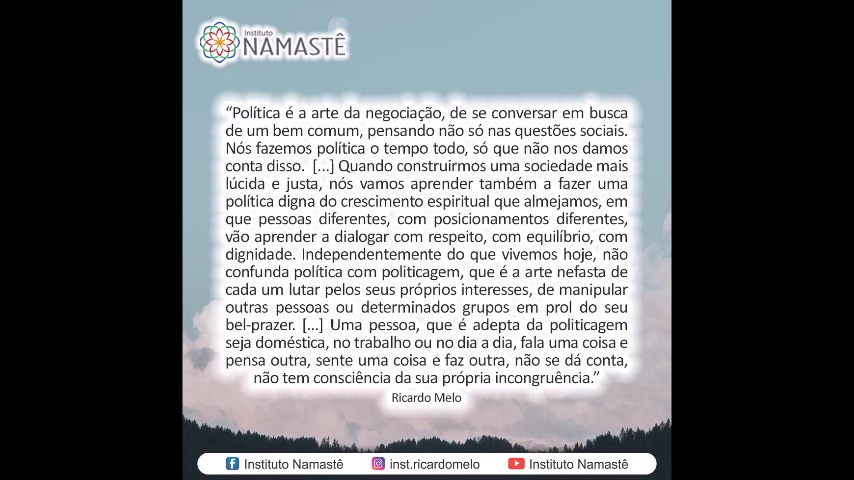 Instituto
NAMASTÊ
“Política é a arte da negociação, de se conversar em busca
de um bem comum, pensando não só nas questões sociais.
Nós fazemos política o tempo todo, só que não nos damos
conta disso. [...] Quando construirmos uma sociedade mais
lúcida e justa, nós vamos aprender também a fazer uma
política digna do crescimento espiritual que almejamos, em
que pessoas diferentes, com posicionamentos diferentes,
vão aprender a dialogar com respeito, com equilíbrio, com
dignidade. Independentemente do que vivemos hoje, não
confunda política com politicagem, que é a arte nefasta de
cada um lutar pelos seus próprios interesses, de manipular
outras pessoas ou determinados grupos em prol do seu
bel-prazer. [...] Uma pessoa, que é adepta da politicagem
seja doméstica, no trabalho ou no dia a dia, fala uma coisa e
pensa outra, sente uma coisa e faz outra, não se dá conta,
não tem consciência da sua própria incongruência.”
Ricardo Melo
Instituto Namastê inst.ricardomelo Instituto Namastê